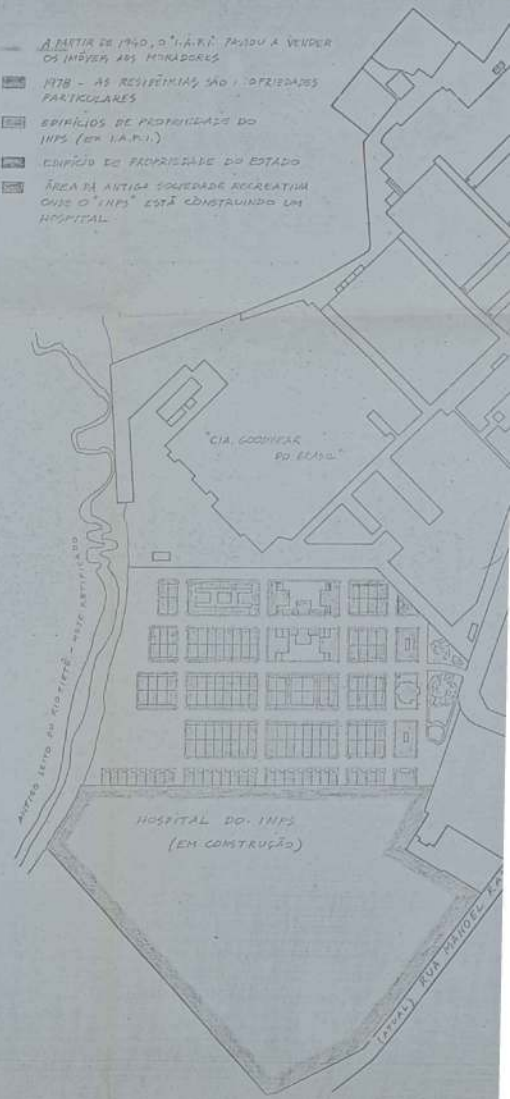 A PARTIR DE 1940, O "I.A.P.I." PASSOU A VENDER
OS IMÓVEIS AOS MORADORES
1978 - AS RESIDÊNCIAS SÃO
PARTICULARES
EDIFÍCIOS DE PROPRIEDADE DO
INPS (ex I.A.P.I.)
EDIFÍCIO DE PROPRIEDADE DO ESTADO
ÁREA DA ANTIGA SOCIEDADE RECREATIVA
ONDE O "INPS" ESTÁ CONSTRUINDO UM
HOSPITAL
"CIA. GOODYEAR
DO BRASIL"
ANTIGO LEITO DO RIO TIETÊ - HOJE RETIFICADO
HOSPITAL DO INPS
(EM CONSTRUÇÃO)
(ATUAL) RUA MANOEL